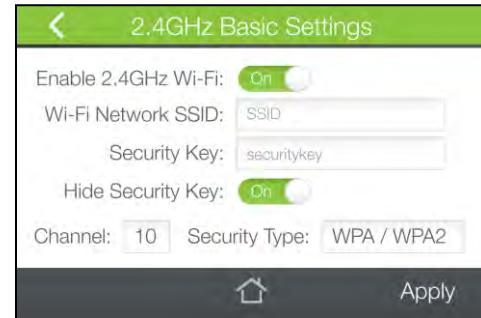 2.4GHz Basic Settings
Enable 2.4GHz Wi-Fi: On
Wi-Fi Network SSID: SSID
Security Key: securitykey
Hide Security Key: On
Channel: 10 Security Type: WPA / WPA2
Apply